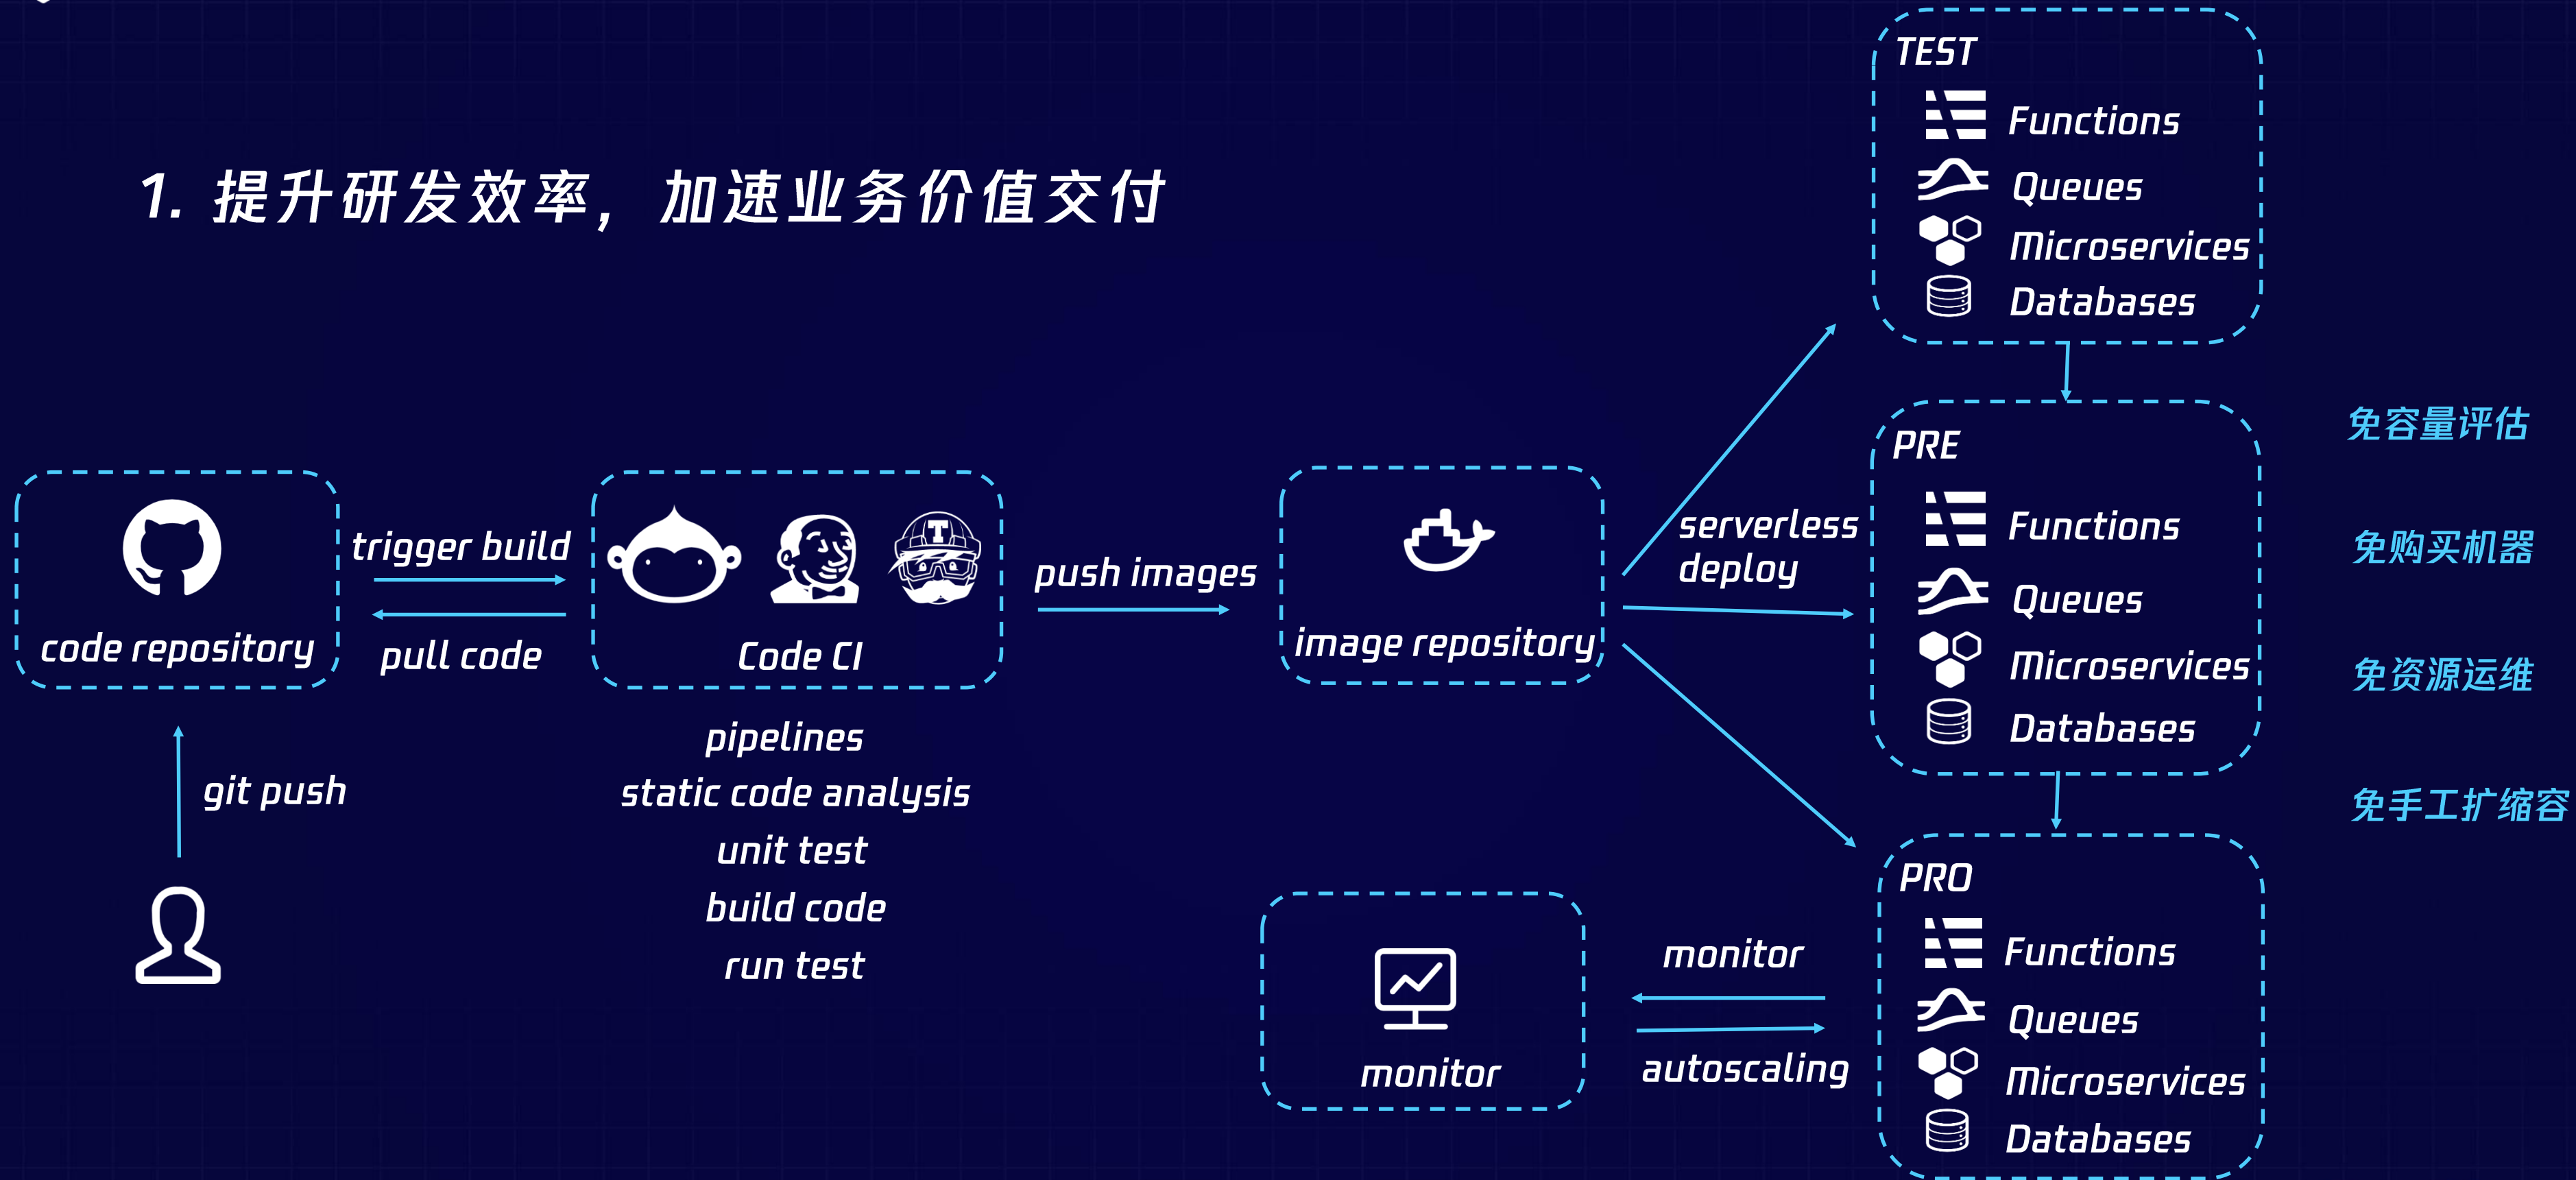 1. 提升研发效率，加速业务价值交付
code repository
git push
trigger build
pull code
T
Code CI
pipelines
static code analysis
unit test
build code
run test
push images
image repository
serverless
deploy
TEST
Functions
Queues
Microservices
Databases
PRE
Functions
Queues
Microservices
Databases
PRO
Functions
Queues
Microservices
Databases
monitor
monitor
autoscaling
免容量评估
免购买机器
免资源运维
免手工扩缩容